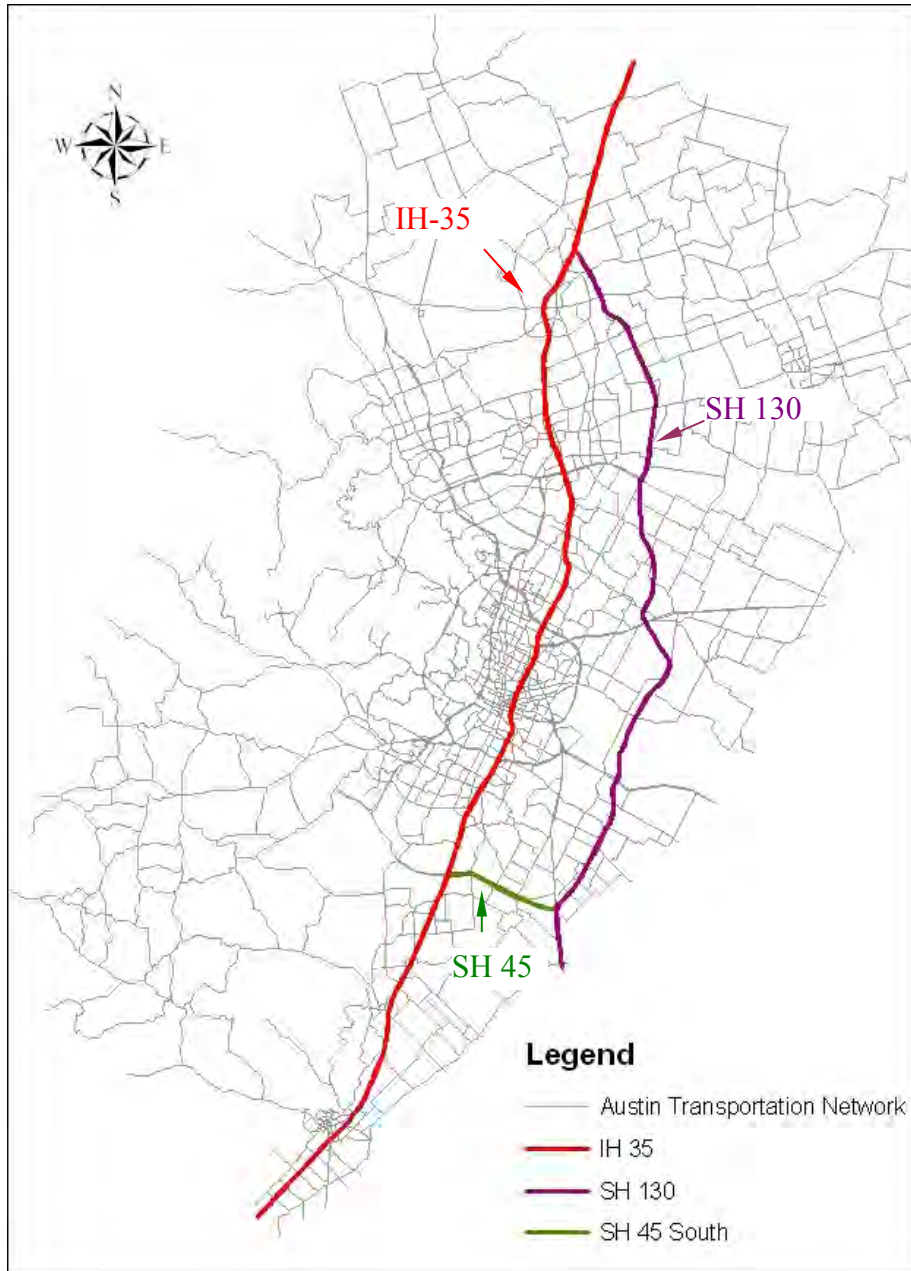 N
W E
S
IH-35
SH 130
SH 45
Legend
Austin Transportation Network
IH 35
SH 130
SH 45 South